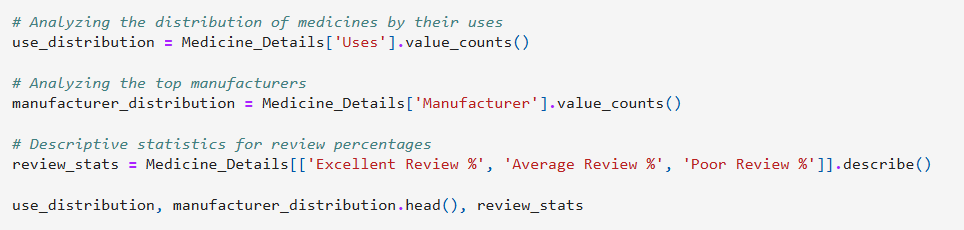 # Analyzing the distribution of medicines by their uses
use_distribution = Medicine_Details['Uses'].value_counts()
# Analyzing the top manufacturers
manufacturer_distribution = Medicine_Details['Manufacturer'].value_counts()
# Descriptive statistics for review percentages
review_stats = Medicine_Details[['Excellent Review %', 'Average Review %', 'Poor Review %']].describe()
use_distribution, manufacturer_distribution.head(), review_stats